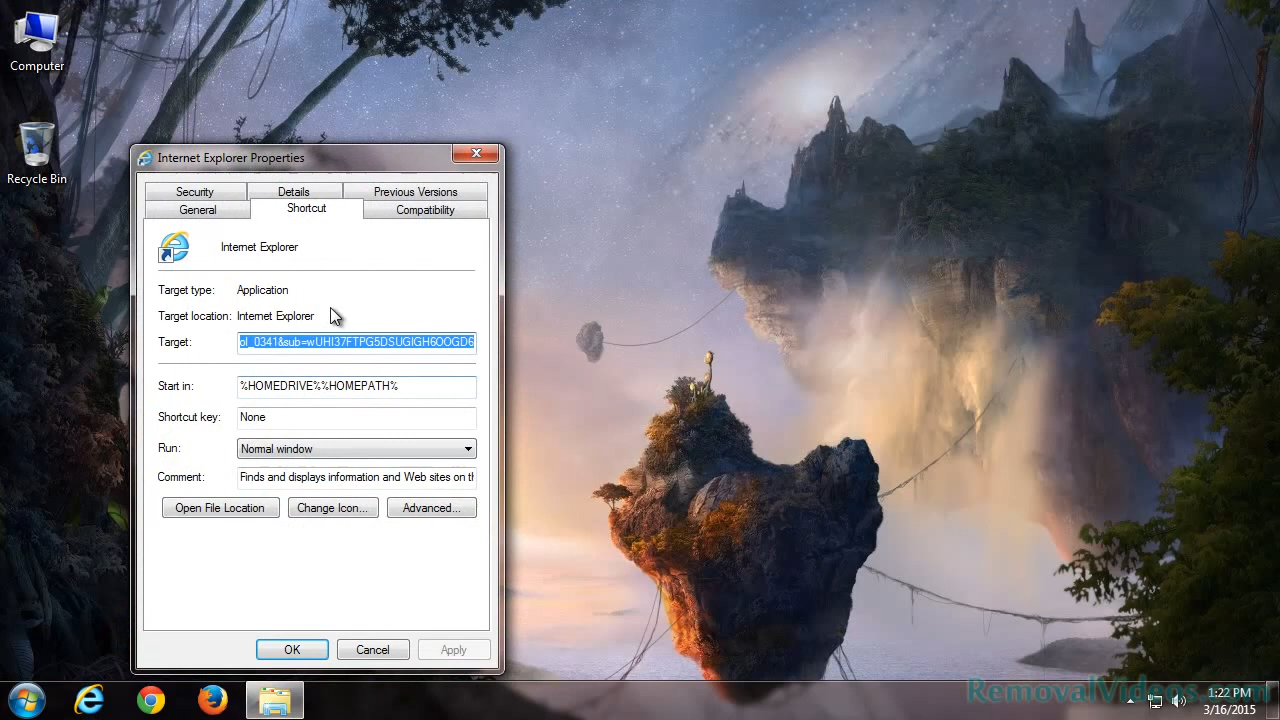 Computer
Recycle Bin
Internet Explorer Properties
Security Details Previous Versions
General Shortcut Compatibility
Internet Explorer
Target type: Application
Target location: Internet Explorer
Target: ol_0341&sub=wUHI37FTPG5DSUGIGH6OOGD6
Start in: %HOMEDRIVE%%HOMEPATH%
Shortcut key: None
Run: Normal window
Comment: Finds and displays information and Web sites on th
Open File Location Change Icon... Advanced...
OK Cancel Apply
RemovalVideos.com
1:22 PM
3/16/2015